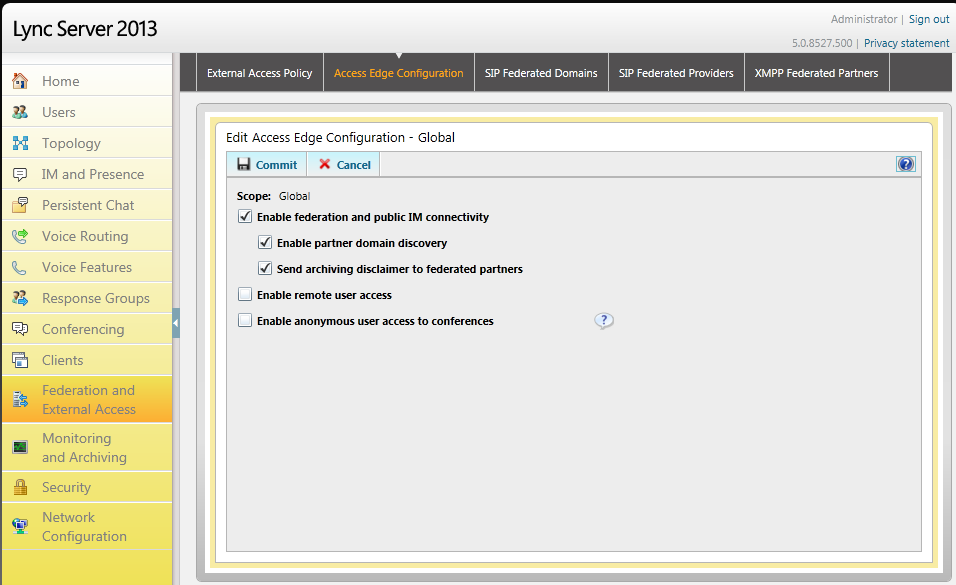 Lync Server 2013
Administrator | Sign out
5.0.8527.500 | Privacy statement
Home
Users
Topology
IM and Presence
Persistent Chat
Voice Routing
Voice Features
Response Groups
Conferencing
Clients
Federation and
External Access
Monitoring
and Archiving
Security
Network
Configuration
External Access Policy
Access Edge Configuration
SIP Federated Domains
SIP Federated Providers
XMPP Federated Partners
Edit Access Edge Configuration - Global
Commit
Cancel
?
Scope: Global
Enable federation and public IM connectivity
Enable partner domain discovery
Send archiving disclaimer to federated partners
Enable remote user access
Enable anonymous user access to conferences
?